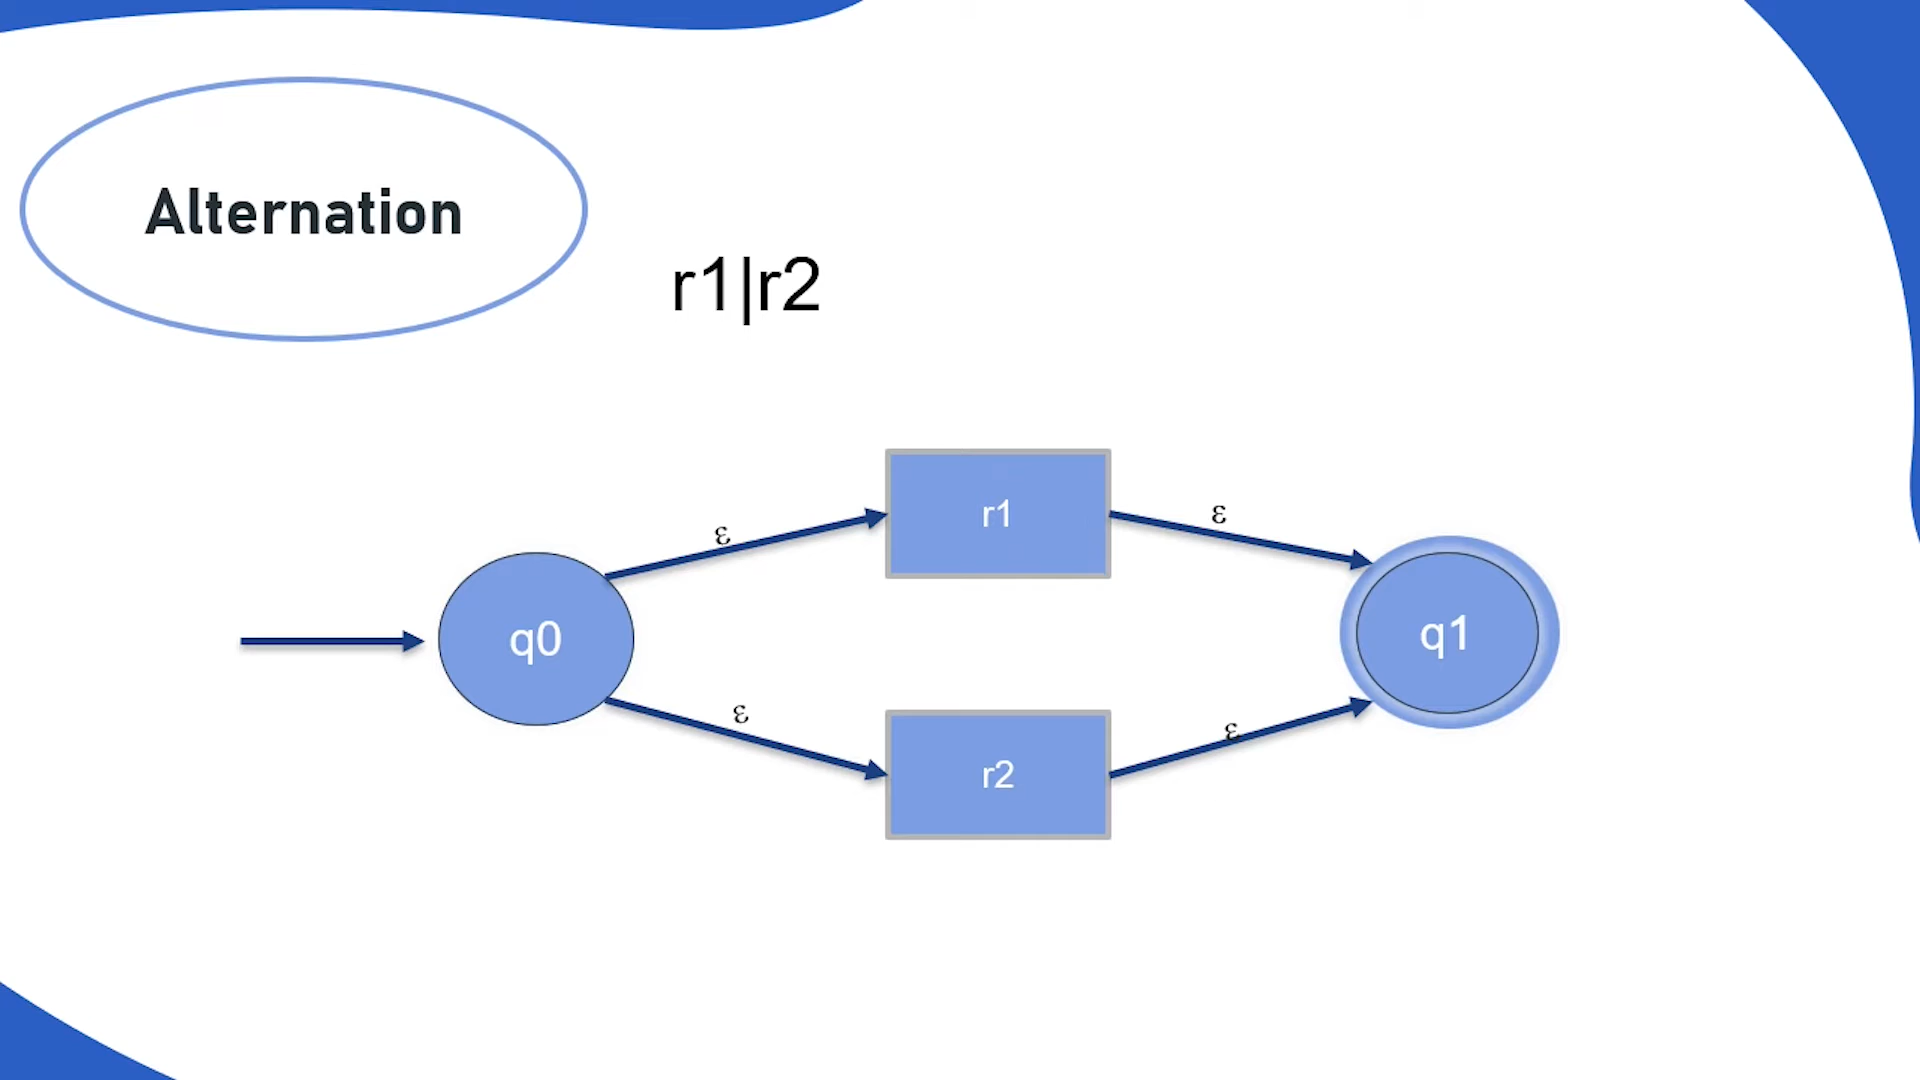 Alternation
r1|r2
r1
ε
ε
q0
q1
ε
ε
r2